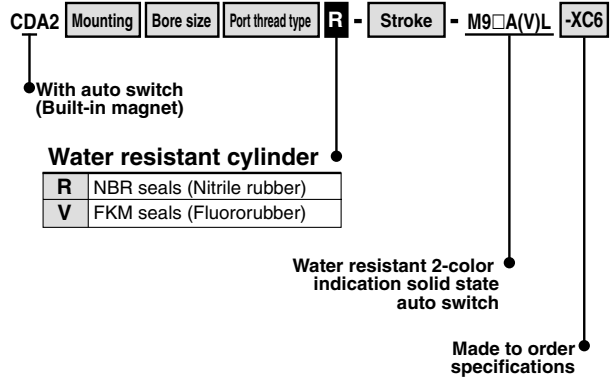 CDA2 Mounting Bore size Port thread type R - Stroke - M9□A(V)L -XC6
With auto switch
(Built-in magnet)
Water resistant cylinder
R NBR seals (Nitrile rubber)
V FKM seals (Fluororubber)
Water resistant 2-color
indication solid state
auto switch
Made to order
specifications